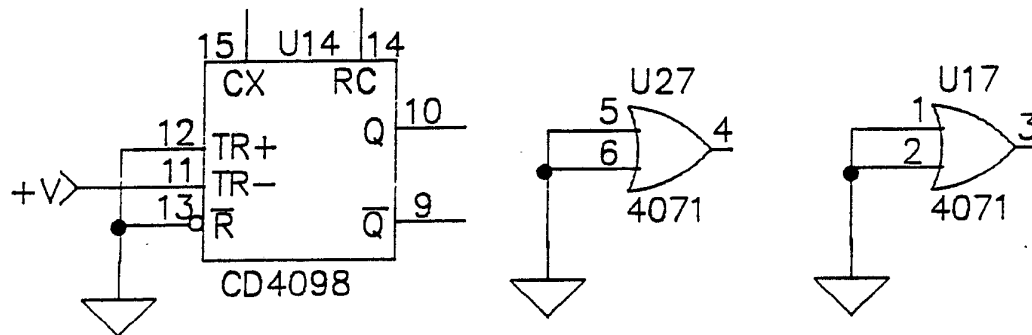 15 U14 14
CX RC
12 TR+ Q 10
+V 11 TR-
13 R̅ Q̅ 9
CD4098
U27
5 4
6
4071
U17
1 3
2
4071